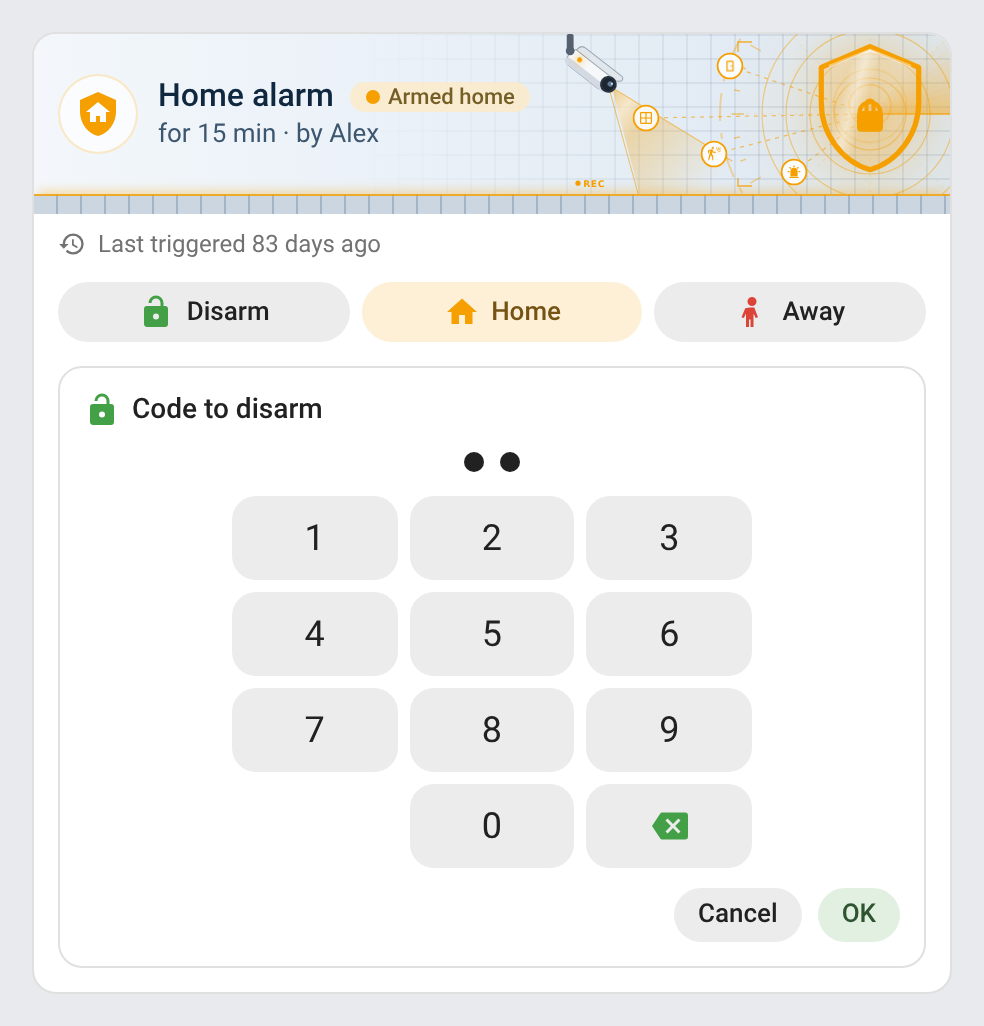 Home alarm
Armed home
for 15 min · by Alex
REC
Last triggered 83 days ago
Disarm
Home
Away
Code to disarm
1 2 3
4 5 6
7 8 9
0
Cancel
OK